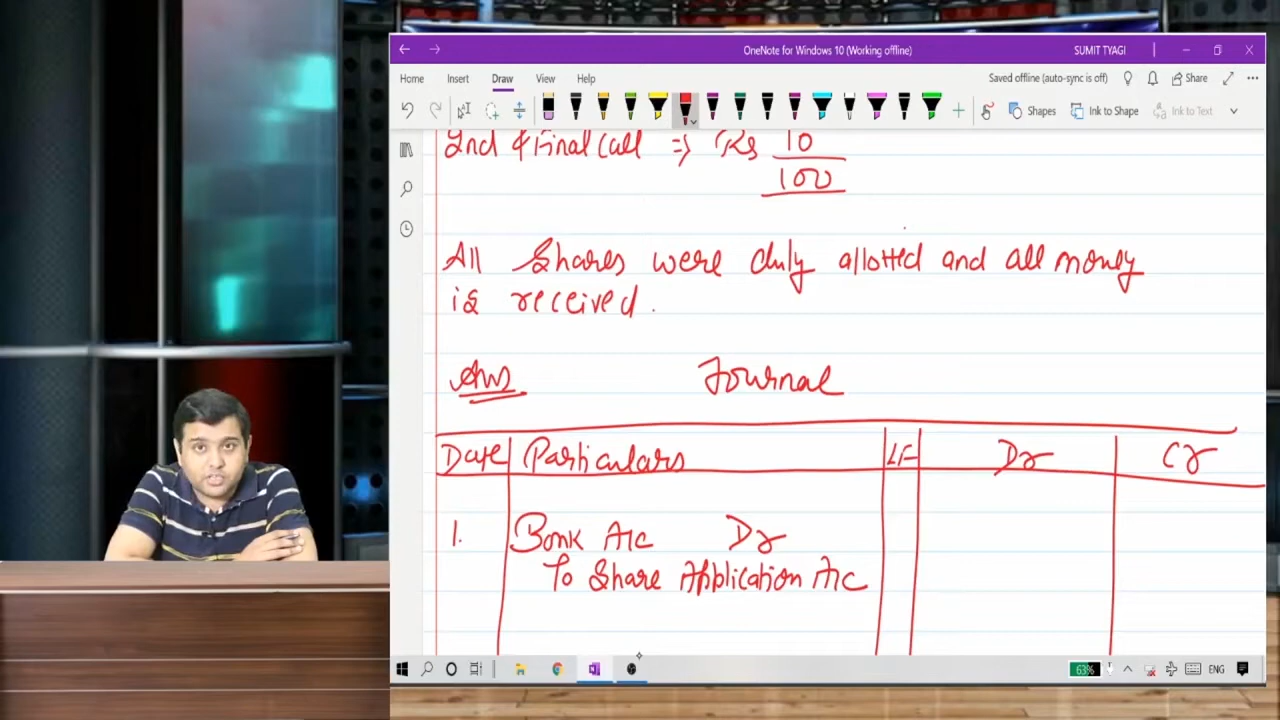 OneNote for Windows 10 (Working offline)
SUMIT TYAGI
Home Insert Draw View Help
Saved offline (auto-sync is off)
Share
Shapes
Ink to Shape
Ink to Text
2nd & Final Call => Rs 10
100
All Shares were duly allotted and all money
is received.
Ans Journal
Date Particulars LF Dr Cr
1. Bank A/c Dr
To Share Application A/c
63%
ENG